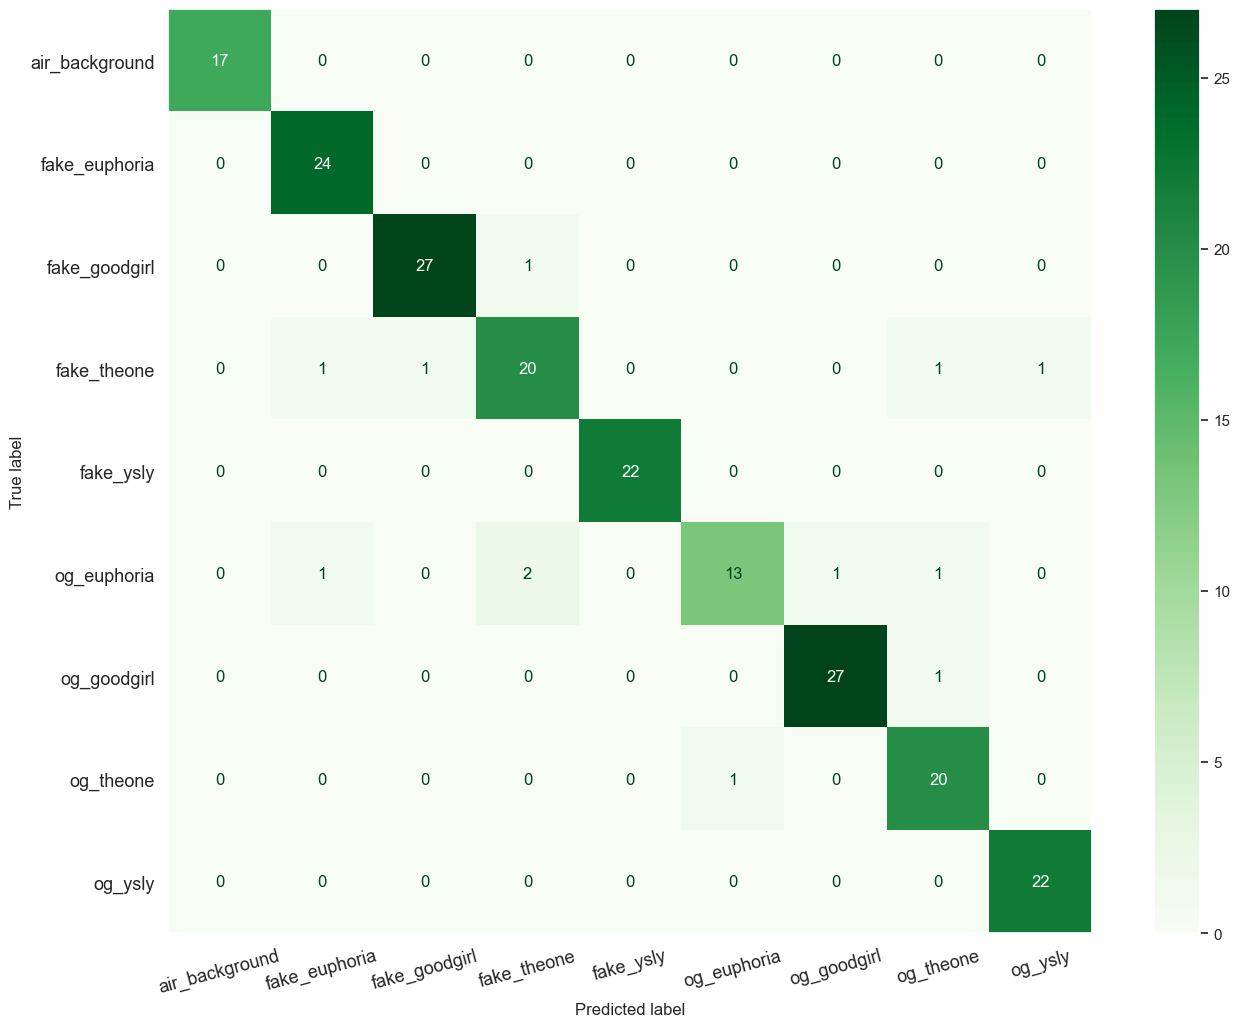 air_background 17 0 0 0 0 0 0 0 0
fake_euphoria 0 24 0 0 0 0 0 0 0
fake_goodgirl 0 0 27 1 0 0 0 0 0
fake_theone 0 1 1 20 0 0 0 1 1
fake_ysly 0 0 0 0 22 0 0 0 0
og_euphoria 0 1 0 2 0 13 1 1 0
og_goodgirl 0 0 0 0 0 0 27 1 0
og_theone 0 0 0 0 0 1 0 20 0
og_ysly 0 0 0 0 0 0 0 0 22
air_background fake_euphoria fake_goodgirl fake_theone fake_ysly og_euphoria og_goodgirl og_theone og_ysly
Predicted label
True label
25
20
15
10
5
0